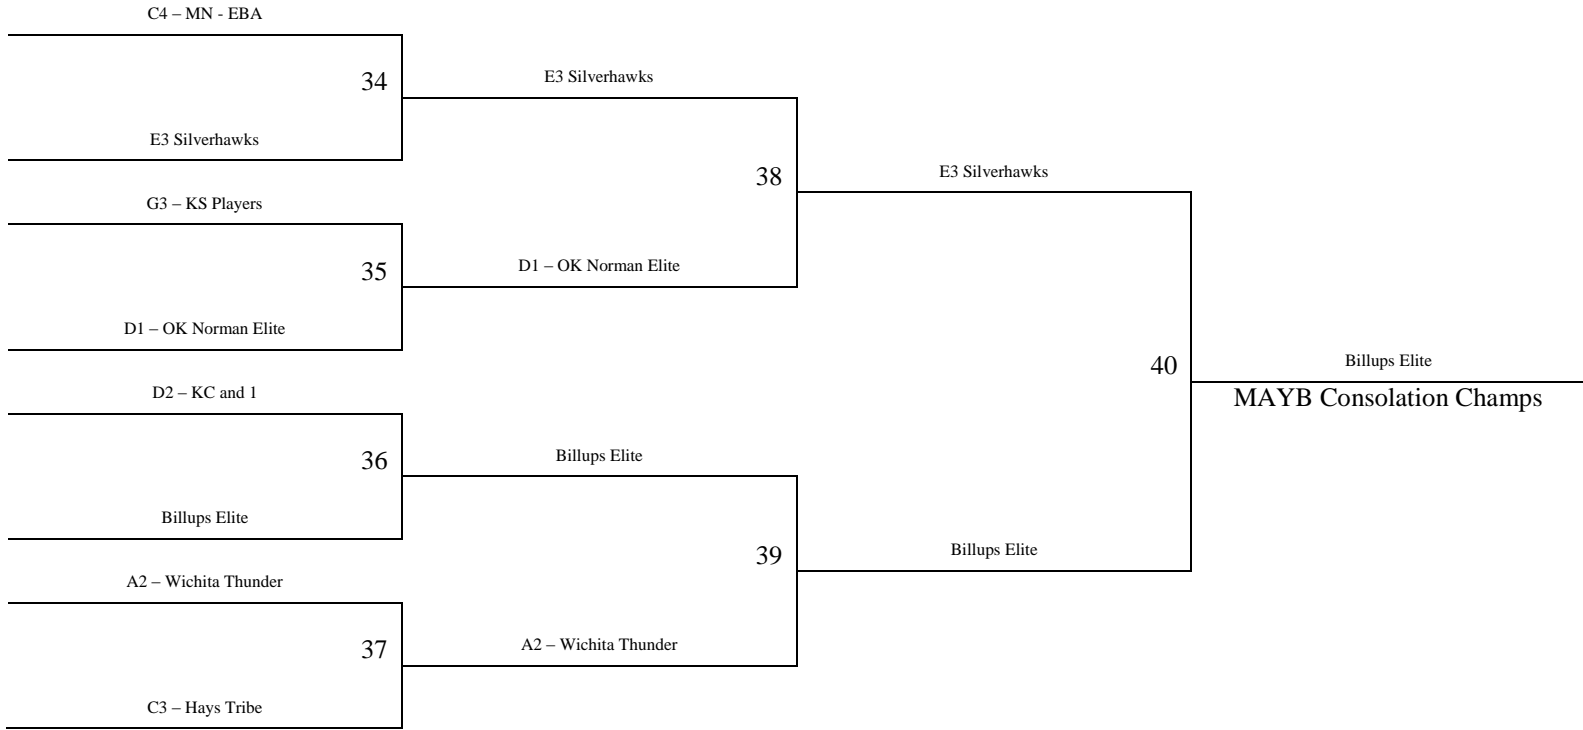 C4 – MN - EBA
34
E3 Silverhawks
E3 Silverhawks
G3 – KS Players
35
D1 – OK Norman Elite
D2 – KC and 1
36
Billups Elite
A2 – Wichita Thunder
37
C3 – Hays Tribe
E3 Silverhawks
38
D1 – OK Norman Elite
Billups Elite
39
A2 – Wichita Thunder
E3 Silverhawks
40
Billups Elite
Billups Elite
MAYB Consolation Champs